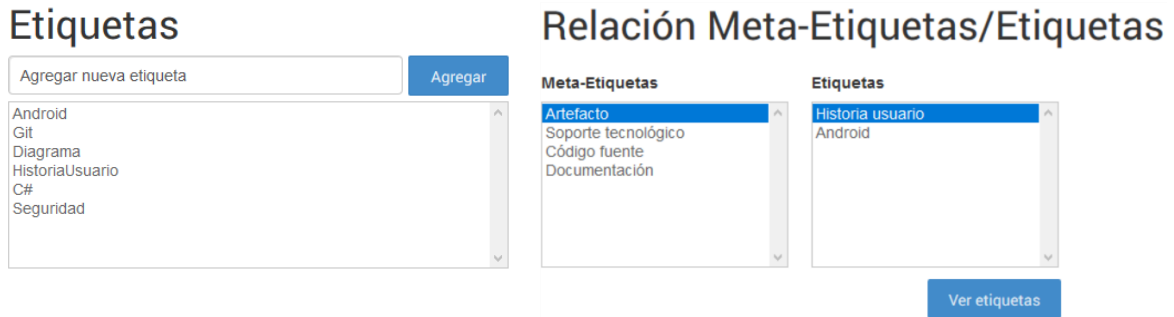 Etiquetas
Agregar nueva etiqueta
Agregar
Android
Git
Diagrama
HistoriaUsuario
C#
Seguridad
Relación Meta-Etiquetas/Etiquetas
Meta-Etiquetas
Artefacto
Soporte tecnológico
Código fuente
Documentación
Etiquetas
Historia usuario
Android
Ver etiquetas